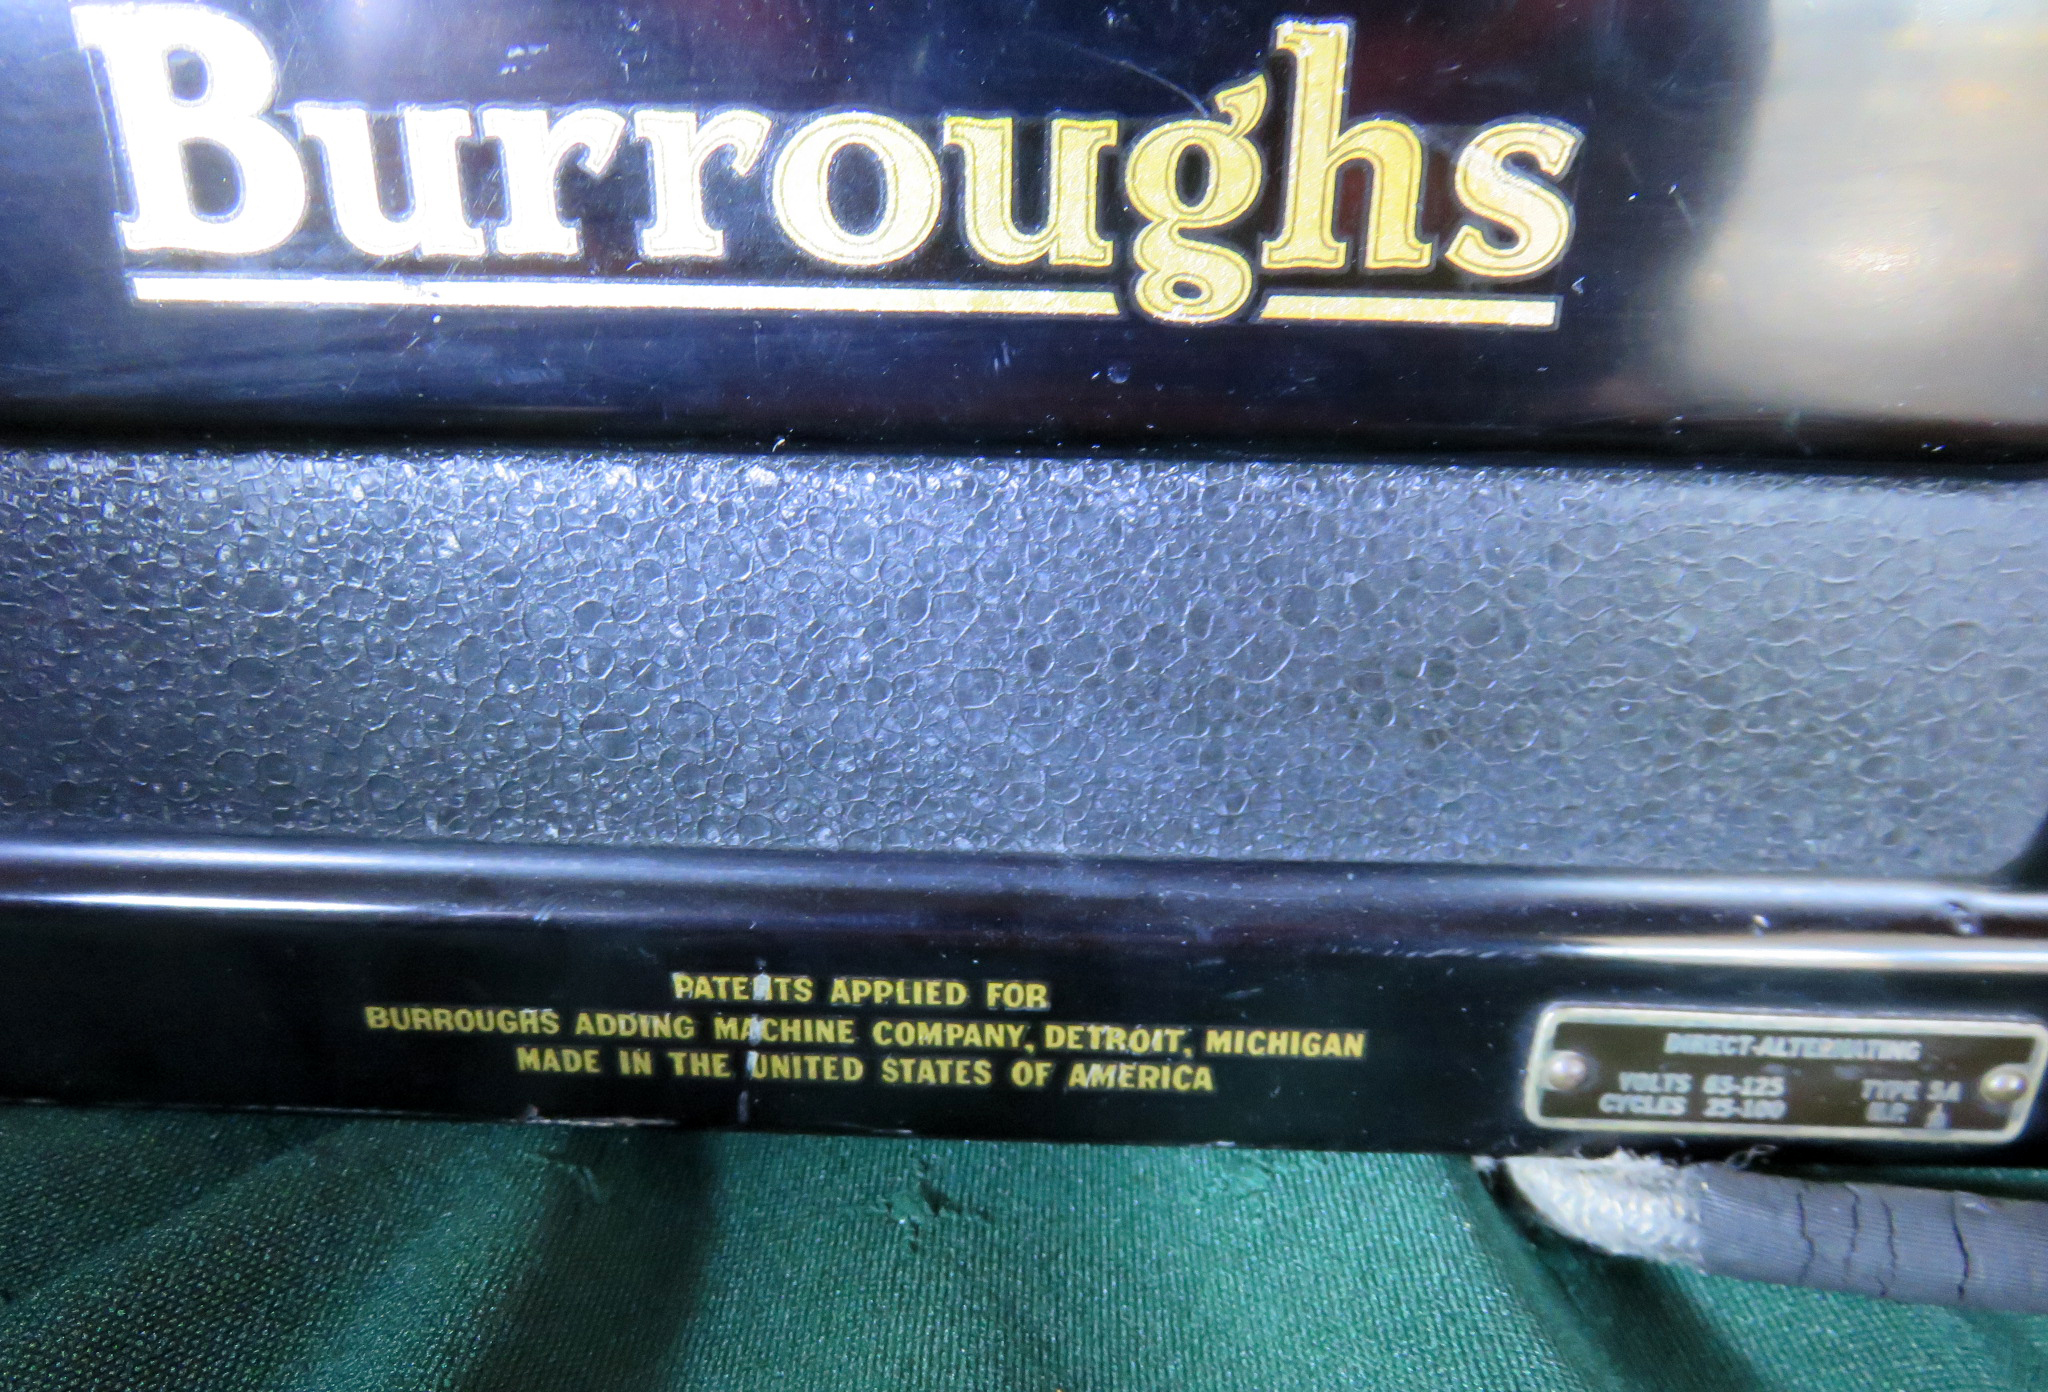 Burroughs
PATENTS APPLIED FOR
BURROUGHS ADDING MACHINE COMPANY, DETROIT, MICHIGAN
MADE IN THE UNITED STATES OF AMERICA
DIRECT-ALTERNATING
VOLTS 85-125 TYPE 5A
CYCLES 25-100 H.P.